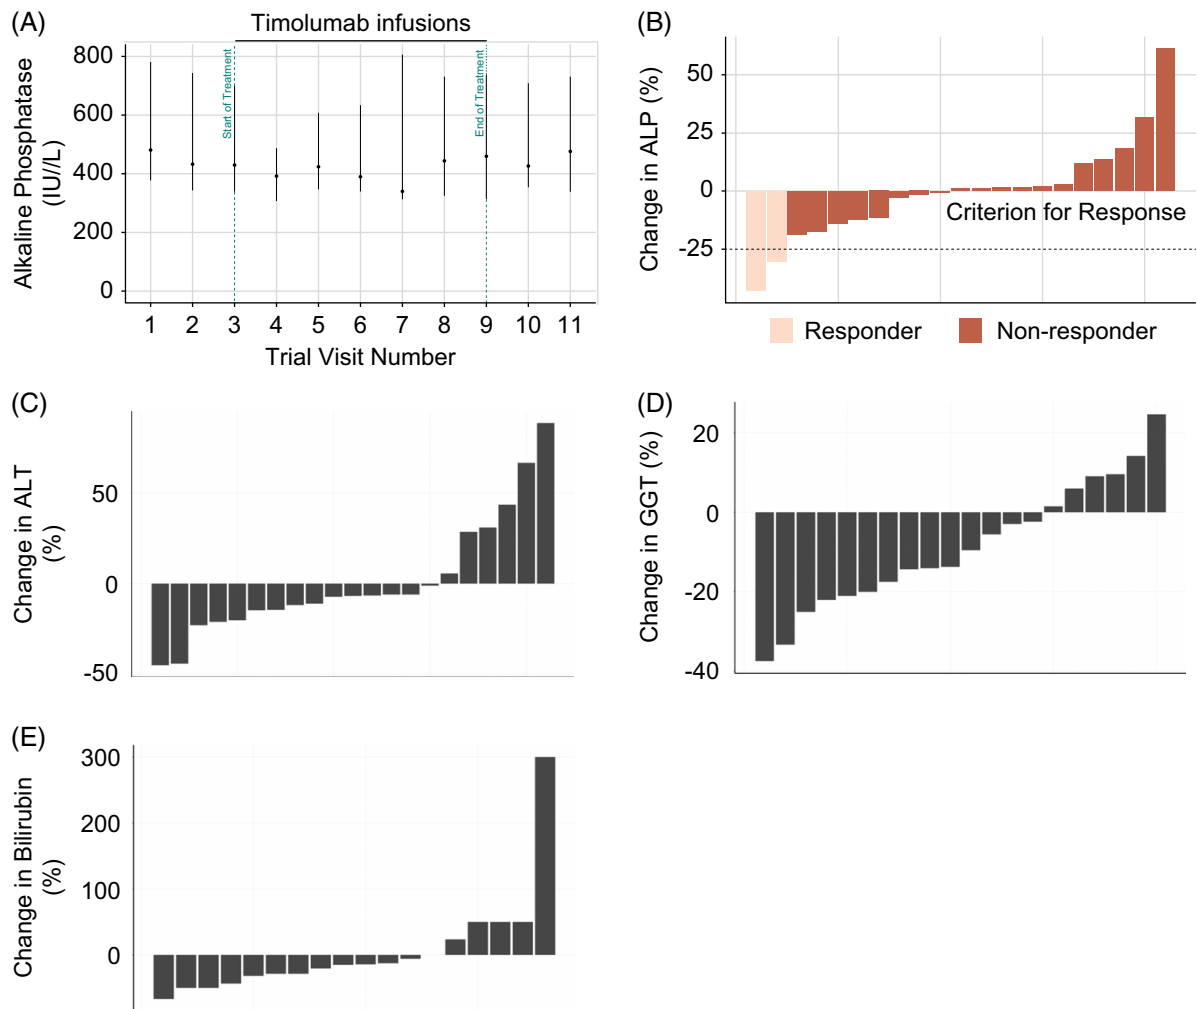 (A)
Timolumab infusions
Alkaline Phosphatase
(IU//L)
800
600
400
200
0
Start of Treatment
End of Treatment
1 2 3 4 5 6 7 8 9 10 11
Trial Visit Number
(B)
Change in ALP (%)
50
25
0
-25
Criterion for Response
Responder Non-responder
(C)
Change in ALT
(%)
50
0
-50
(D)
Change in GGT (%)
20
0
-20
-40
(E)
Change in Bilirubin
(%)
300
200
100
0